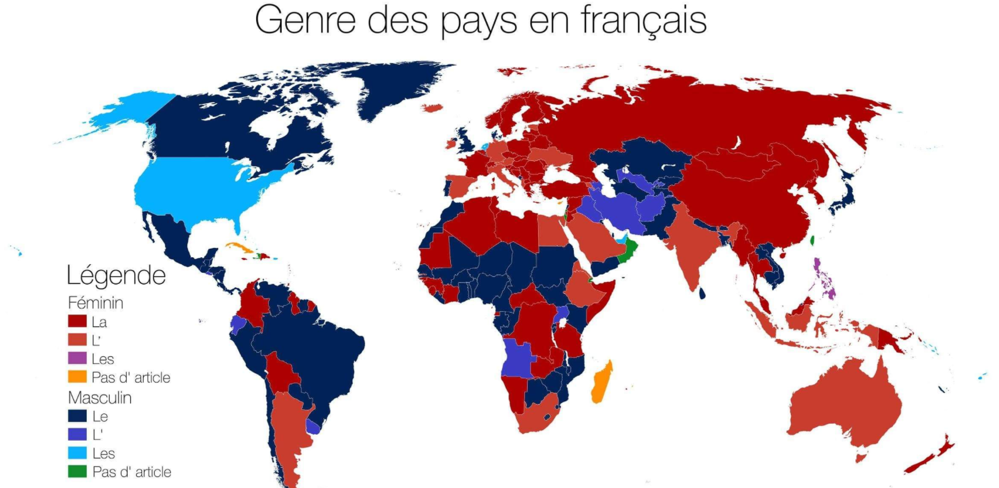 Genre des pays en français
Légende
Féminin
La
L'
Les
Pas d' article
Masculin
Le
L'
Les
Pas d' article